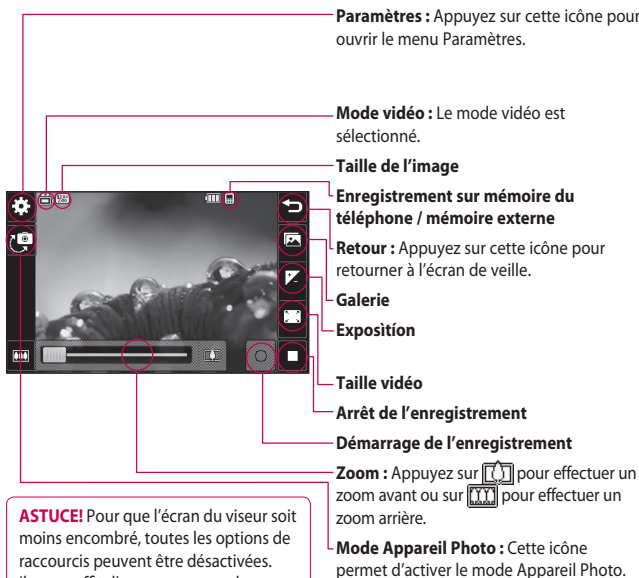 Paramètres : Appuyez sur cette icône pour
ouvrir le menu Paramètres.
Mode vidéo : Le mode vidéo est
sélectionné.
Taille de l'image
Enregistrement sur mémoire du
téléphone / mémoire externe
Retour : Appuyez sur cette icône pour
retourner à l'écran de veille.
Galerie
Exposition
Taille vidéo
Arrêt de l'enregistrement
Démarrage de l'enregistrement
Zoom : Appuyez sur pour effectuer un
zoom avant ou sur pour effectuer un
zoom arrière.
Mode Appareil Photo : Cette icône
permet d'activer le mode Appareil Photo.
ASTUCE! Pour que l'écran du viseur soit
moins encombré, toutes les options de
raccourcis peuvent être désactivées.